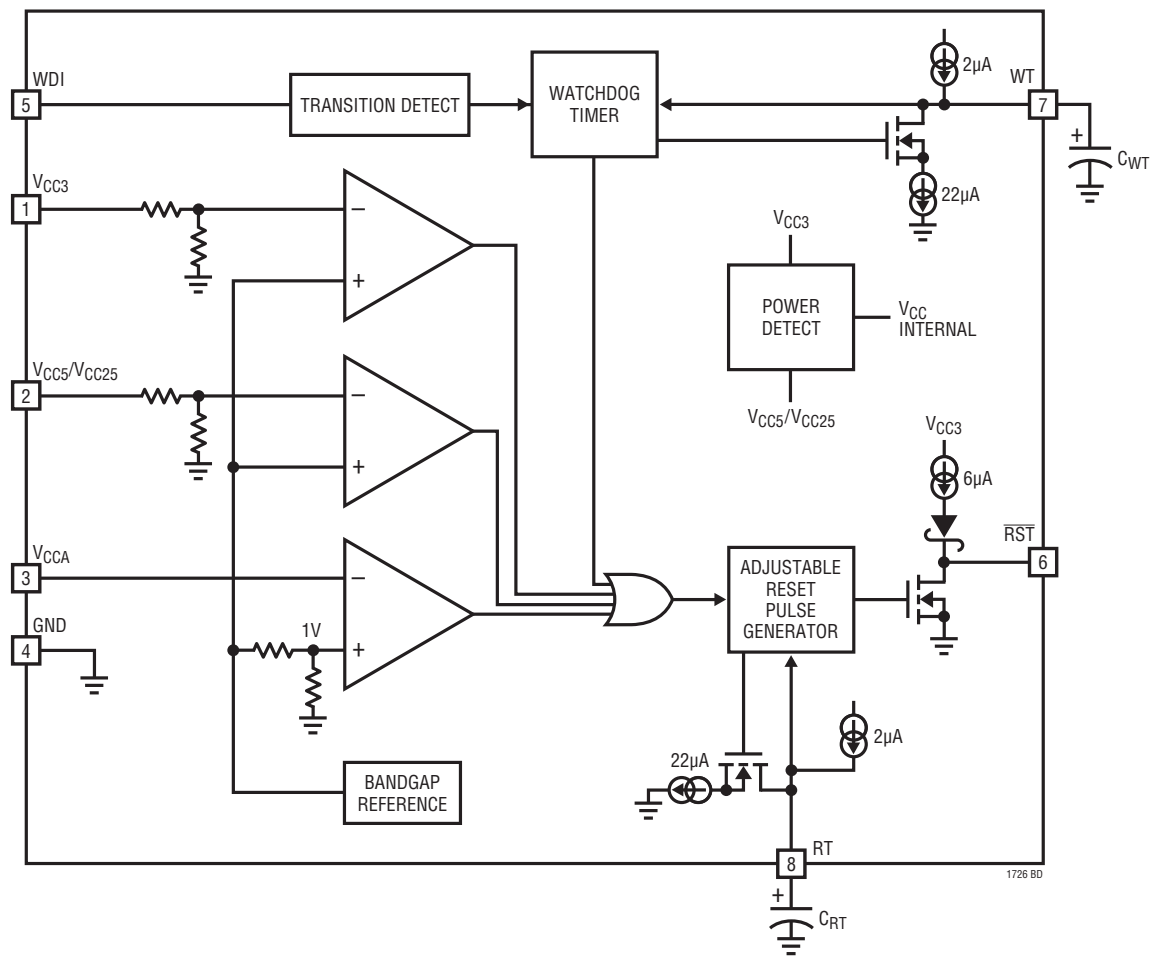 WDI
5
TRANSITION DETECT
WATCHDOG
TIMER
2µA
WT
7
+
CWT
22µA
VCC3
1
−
+
VCC3
POWER
DETECT
VCC
INTERNAL
VCC5/VCC25
VCC5/VCC25
2
−
+
VCC3
6µA
RST
6
VCCA
3
−
GND
4
1V
+
ADJUSTABLE
RESET
PULSE
GENERATOR
2µA
22µA
BANDGAP
REFERENCE
8
RT
1726 BD
+
CRT